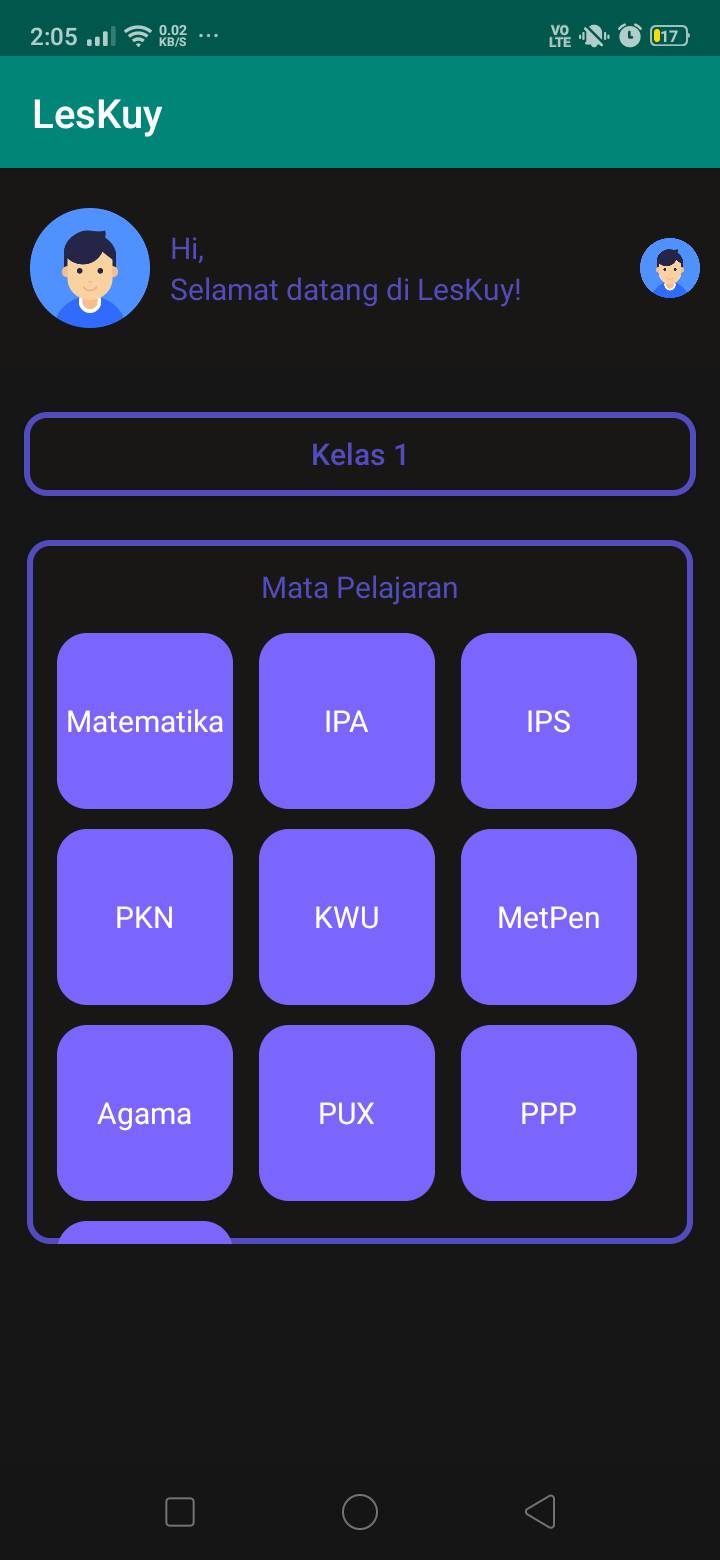 2:05 0.02 KB/S ... VO LTE 17
LesKuy
Hi,
Selamat datang di LesKuy!
Kelas 1
Mata Pelajaran
Matematika IPA IPS
PKN KWU MetPen
Agama PUX PPP